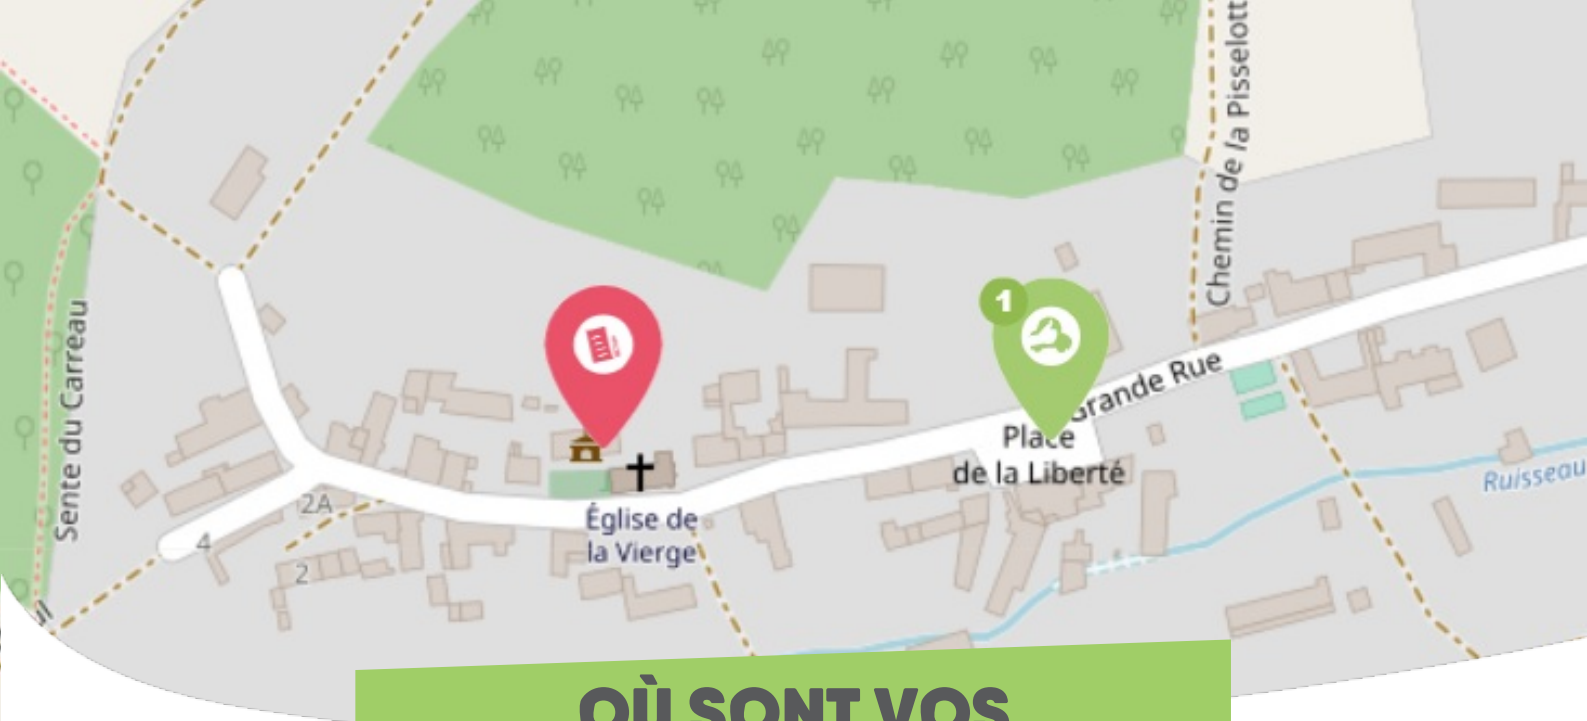 Chemin de la Pisselott
Sente du Carreau
1
Grande Rue
Place
de la Liberté
Ruisseau
2A
4
2
Église de
la Vierge
OÙ SONT VOS